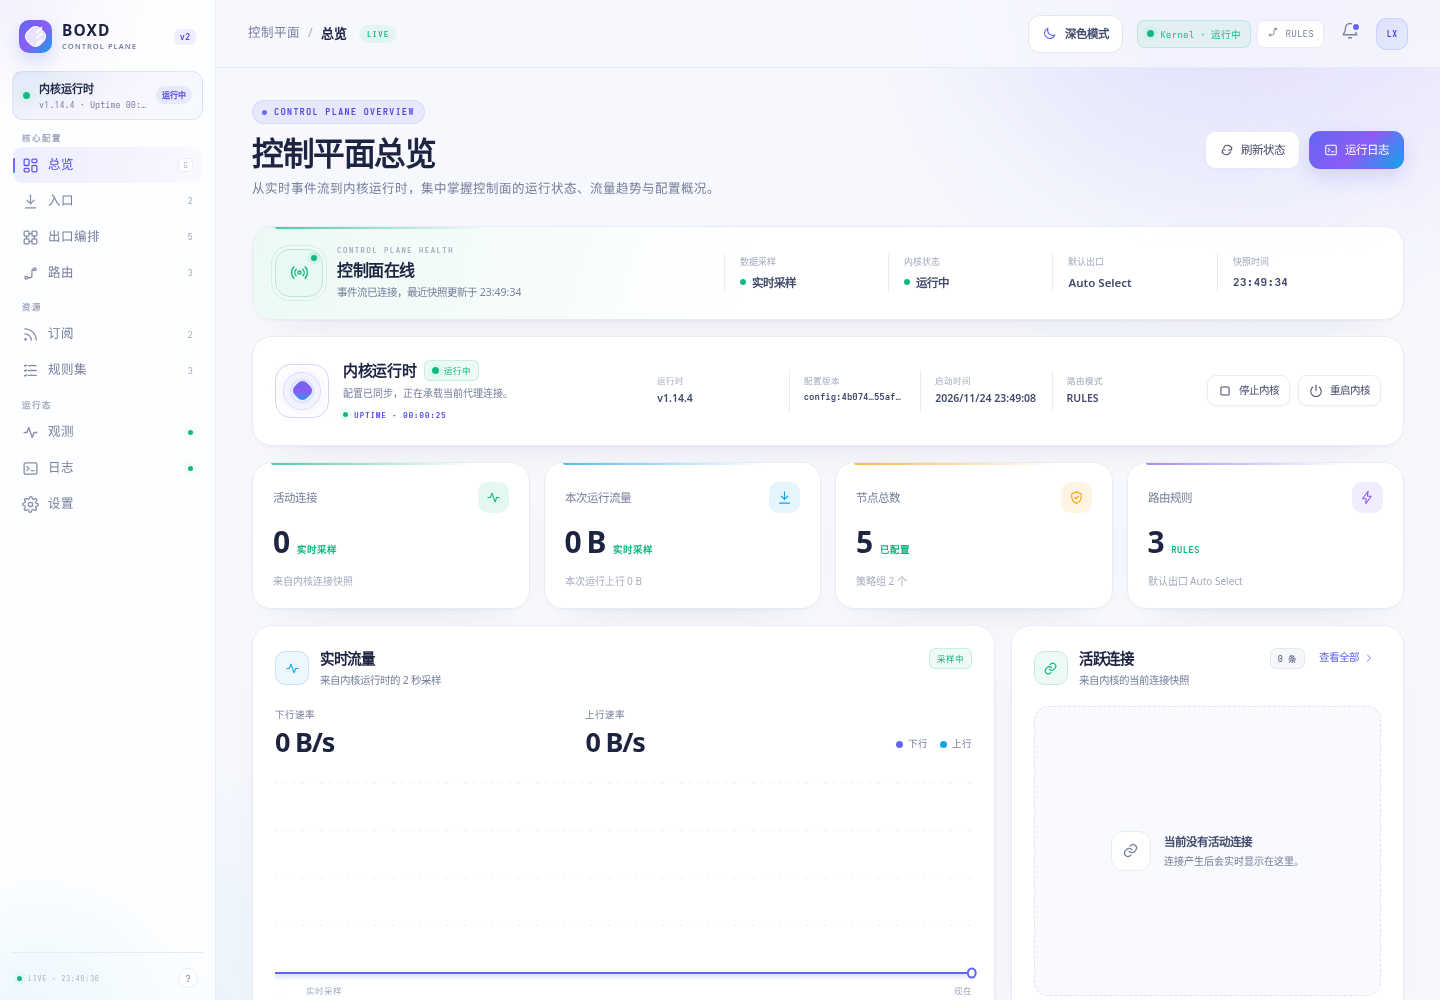 BOXD
CONTROL PLANE
v2
内核运行时
v1.14.4 · Uptime 00:…
运行中
核心配置
总览
G
入口
2
出口编排
5
路由
3
资源
订阅
2
规则集
3
运行态
观测
日志
设置
LIVE · 23:49:36
?
控制平面 / 总览
LIVE
深色模式
Kernel · 运行中
RULES
LX
CONTROL PLANE OVERVIEW
控制平面总览
从实时事件流到内核运行时，集中掌握控制面的运行状态、流量趋势与配置概况。
刷新状态
运行日志
CONTROL PLANE HEALTH
控制面在线
事件流已连接，最近快照更新于 23:49:34
数据采样
实时采样
内核状态
运行中
默认出口
Auto Select
快照时间
23:49:34
内核运行时
运行中
配置已同步，正在承载当前代理连接。
UPTIME · 00:00:25
运行时
v1.14.4
配置版本
config:4b074…55af…
启动时间
2026/11/24 23:49:08
路由模式
RULES
停止内核
重启内核
活动连接
0 实时采样
来自内核连接快照
本次运行流量
0 B 实时采样
本次运行上行 0 B
节点总数
5 已配置
策略组 2 个
路由规则
3 RULES
默认出口 Auto Select
实时流量
来自内核运行时的 2 秒采样
采样中
下行速率
0 B/s
上行速率
0 B/s
下行
上行
实时采样
现在
活跃连接
来自内核的当前连接快照
0 条
查看全部
当前没有活动连接
连接产生后会实时显示在这里。